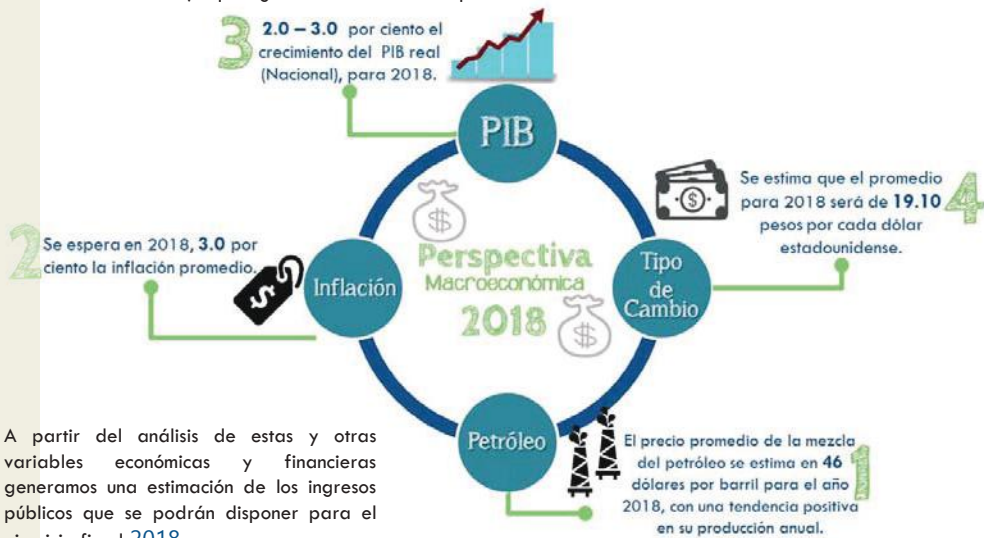 3
2.0 – 3.0 por ciento el
crecimiento del PIB real
(Nacional), para 2018.
PIB
Se estima que el promedio
para 2018 será de 19.10
pesos por cada dólar
estadounidense.
4
2
Se espera en 2018, 3.0 por
ciento la inflación promedio.
$
Inflación
$
Perspectiva
Macroeconómica
2018
$
Tipo
de
Cambio
$
Petróleo
El precio promedio de la mezcla
del petróleo se estima en 46
dólares por barril para el año
2018, con una tendencia positiva
en su producción anual.
1
A partir del análisis de estas y otras
variables económicas y financieras
generamos una estimación de los ingresos
públicos que se podrán disponer para el
2018